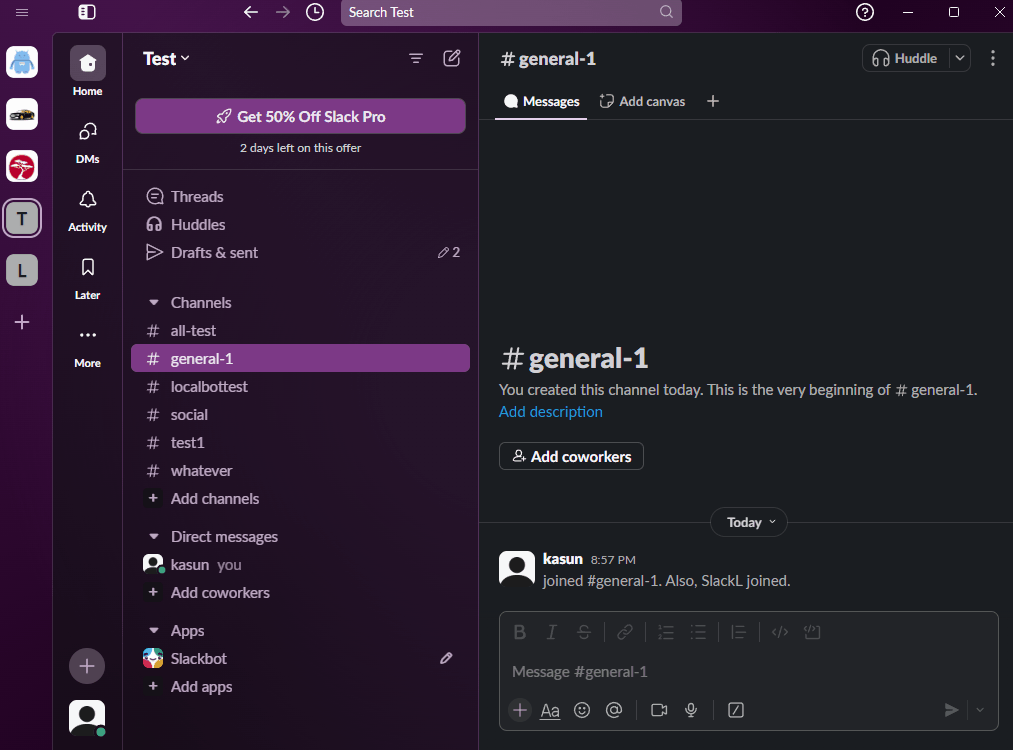 Search Test
T
L
Home
DMs
Activity
Later
More
Test
Get 50% Off Slack Pro
2 days left on this offer
Threads
Huddles
Drafts & sent 2
Channels
# all-test
# general-1
# localbottest
# social
# test1
# whatever
+ Add channels
Direct messages
kasun you
+ Add coworkers
Apps
Slackbot
+ Add apps
# general-1
Huddle
Messages
Add canvas
# general-1
You created this channel today. This is the very beginning of # general-1.
Add description
Add coworkers
Today
kasun 8:57 PM
joined #general-1. Also, SlackL joined.
B I S
Message #general-1
Aa @